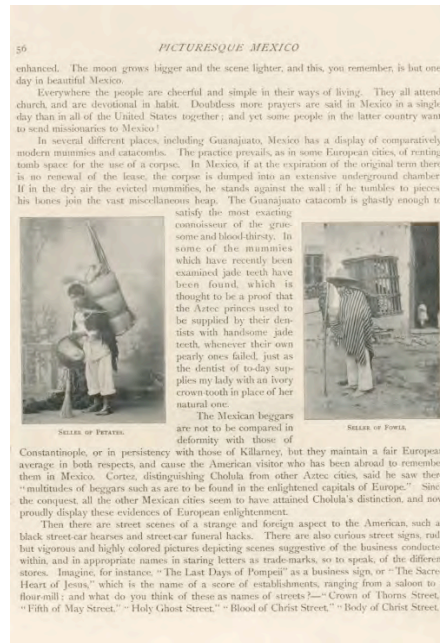 56
PICTURESQUE MEXICO
enhanced. The moon grows bigger and the scene lighter, and this, you remember, is but one
day in beautiful Mexico.
Everywhere the people are cheerful and simple in their ways of living. They all attend
church, and are devotional in habit. Doubtless more prayers are said in Mexico in a single
day than in all of the United States together; and yet some people in the latter country want
to send missionaries to Mexico!
In several different places, including Guanajuato, Mexico has a display of comparatively
modern mummies and catacombs. The practice prevails, as in some European cities, of renting
tomb space for the use of a corpse. In Mexico, if at the expiration of the original term there
is no renewal of the lease, the corpse is dumped into an extensive underground chamber.
If in the dry air the evicted mummifies, he stands against the wall; if he tumbles to pieces
his bones join the vast miscellaneous heap. The Guanajuato catacomb is ghastly enough to
satisfy the most exacting
connoisseur of the grue-
some and blood-thirsty. In
some of the mummies
which have recently been
examined jade teeth have
been found, which is
thought to be a proof that
the Aztec princes used to
be supplied by their den-
tists with handsome jade
teeth, whenever their own
pearly ones failed, just as
the dentist of to-day sup-
plies my lady with an ivory
crown-tooth in place of her
natural one.
The Mexican beggars
are not to be compared in
deformity with those of
SELLER OF PETATES.
SELLER OF FOWLS.
Constantinople, or in persistency with those of Killarney, but they maintain a fair European
average in both respects, and cause the American visitor who has been abroad to remembe
them in Mexico. Cortez, distinguishing Cholula from other Aztec cities, said he saw ther
"multitudes of beggars such as are to be found in the enlightened capitals of Europe." Sinc
the conquest, all the other Mexican cities seem to have attained Cholula's distinction, and nov
proudly display these evidences of European enlightenment.
Then there are street scenes of a strange and foreign aspect to the American, such a
black street-car hearses and street-car funeral hacks. There are also curious street signs, rud
but vigorous and highly colored pictures depicting scenes suggestive of the business conducte
within, and in appropriate names in staring letters as trade-marks, so to speak, of the differen
stores. Imagine, for instance, "The Last Days of Pompeii" as a business sign, or "The Sacre
Heart of Jesus," which is the name of a score of establishments, ranging from a saloon to
flour-mill; and what do you think of these as names of streets?—"Crown of Thorns Street,
"Fifth of May Street," "Holy Ghost Street," "Blood of Christ Street," "Body of Christ Street